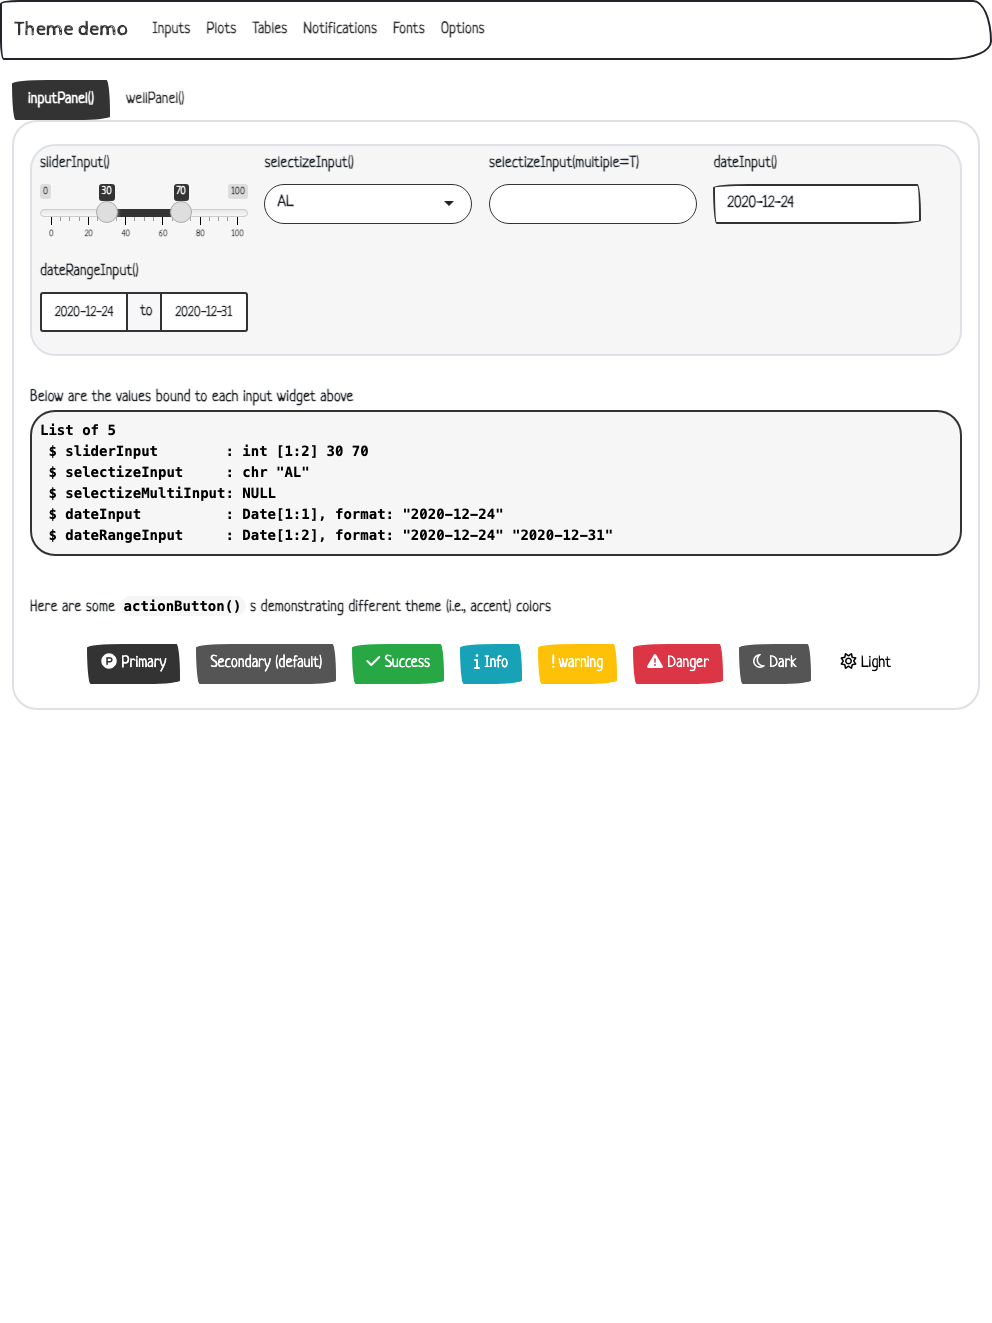 Theme demo Inputs Plots Tables Notifications Fonts Options
inputPanel() wellPanel()
sliderInput() selectizeInput() selectizeInput(multiple=T) dateInput()
0 30 70 100
AL
2020-12-24
0 20 40 60 80 100
dateRangeInput()
2020-12-24 to 2020-12-31
Below are the values bound to each input widget above
List of 5
 $ sliderInput        : int [1:2] 30 70
 $ selectizeInput     : chr "AL"
 $ selectizeMultiInput: NULL
 $ dateInput          : Date[1:1], format: "2020-12-24"
 $ dateRangeInput     : Date[1:2], format: "2020-12-24" "2020-12-31"
Here are some actionButton() s demonstrating different theme (i.e., accent) colors
Primary Secondary (default) Success Info warning Danger Dark Light